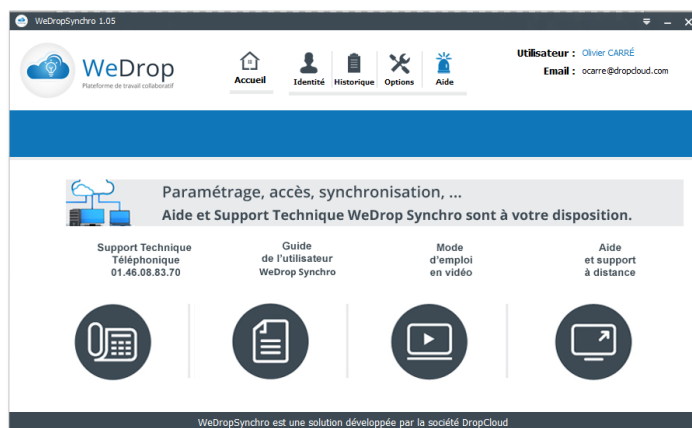 WeDropSynchro 1.05
WeDrop
Plateforme de travail collaboratif
Accueil
Identité
Historique
Options
Aide
Utilisateur : Olivier CARRÉ
Email : ocarre@dropcloud.com
Paramétrage, accès, synchronisation, ...
Aide et Support Technique WeDrop Synchro sont à votre disposition.
Support Technique
Téléphonique
01.46.08.83.70
Guide
de l'utilisateur
WeDrop Synchro
Mode
d'emploi
en vidéo
Aide
et support
à distance
WeDropSynchro est une solution développée par la société DropCloud